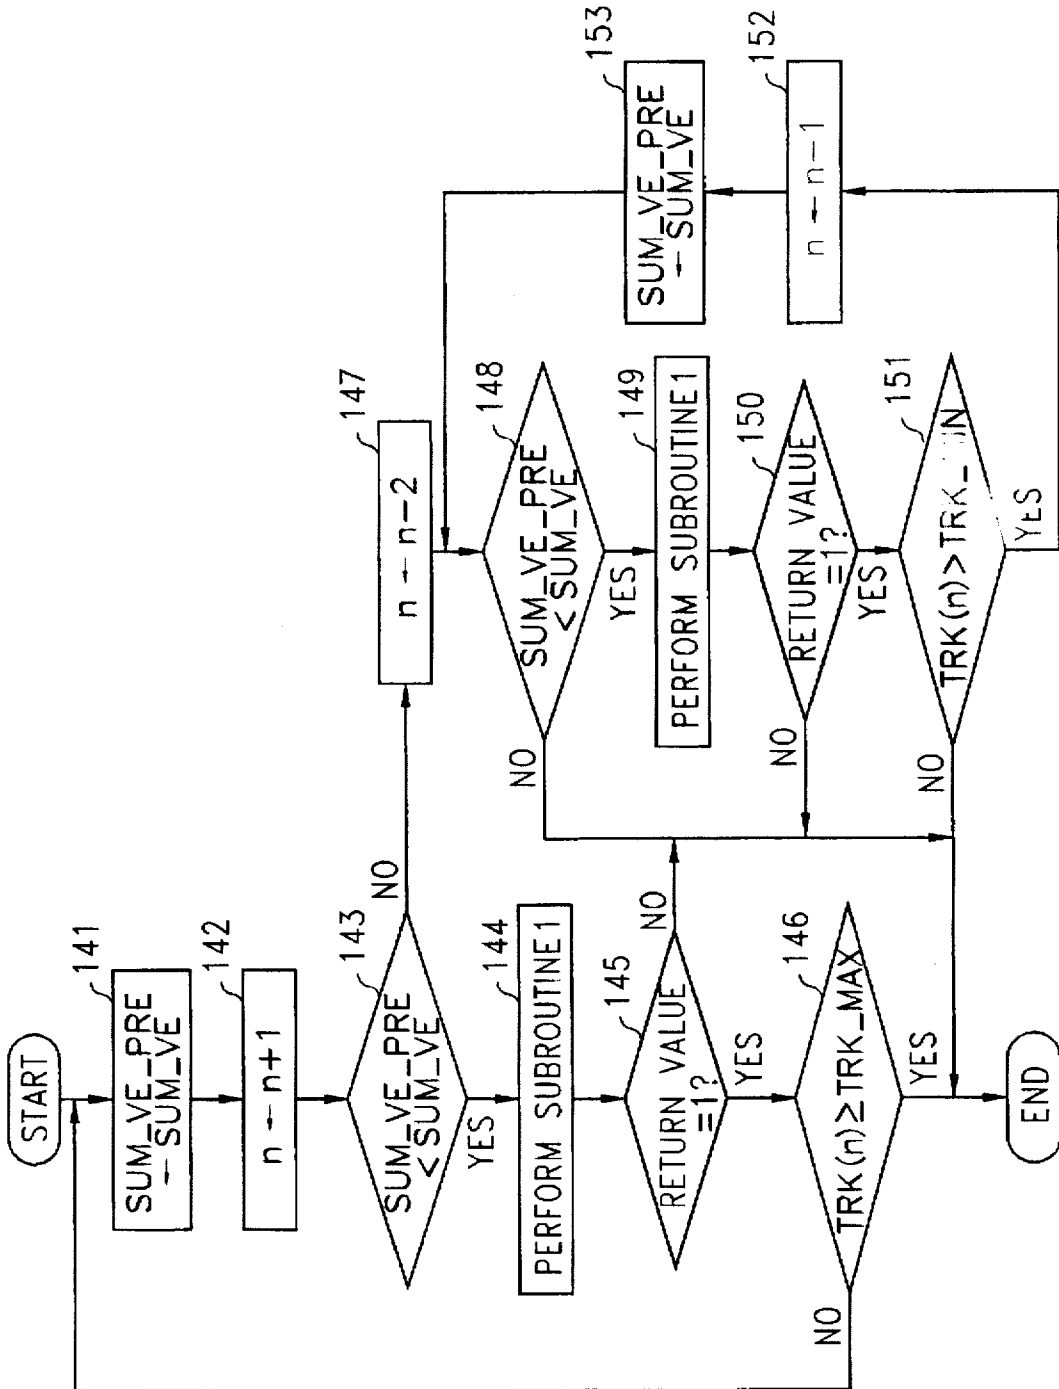 START
141
SUM_VE_PRE
← SUM_VE
142
n ← n+1
143
SUM_VE_PRE
< SUM_VE
NO
YES
144
PERFORM SUBROUTINE1
145
RETURN VALUE
=1?
NO
YES
146
TRK(n)≥TRK_MAX
NO
YES
END
147
n ← n-2
148
SUM_VE_PRE
< SUM_VE
NO
YES
149
PERFORM SUBROUTINE1
150
RETURN VALUE
=1?
NO
YES
151
TRK(n)>
NO
YES
152
n ← n-1
153
SUM_VE_PRE
← SUM_VE